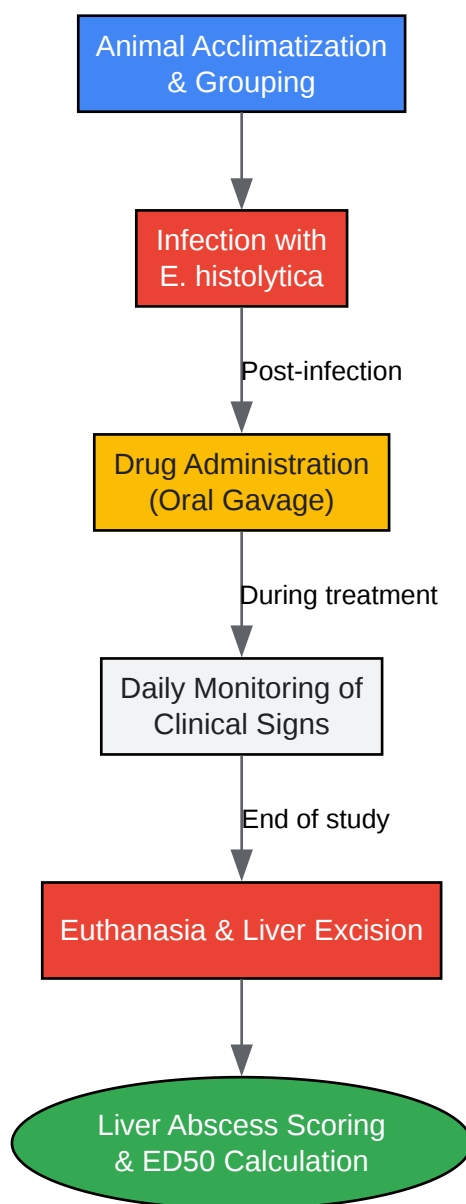 Animal Acclimatization
& Grouping
Infection with
E. histolytica
Post-infection
Drug Administration
(Oral Gavage)
During treatment
Daily Monitoring of
Clinical Signs
End of study
Euthanasia & Liver Excision
Liver Abscess Scoring
& ED50 Calculation